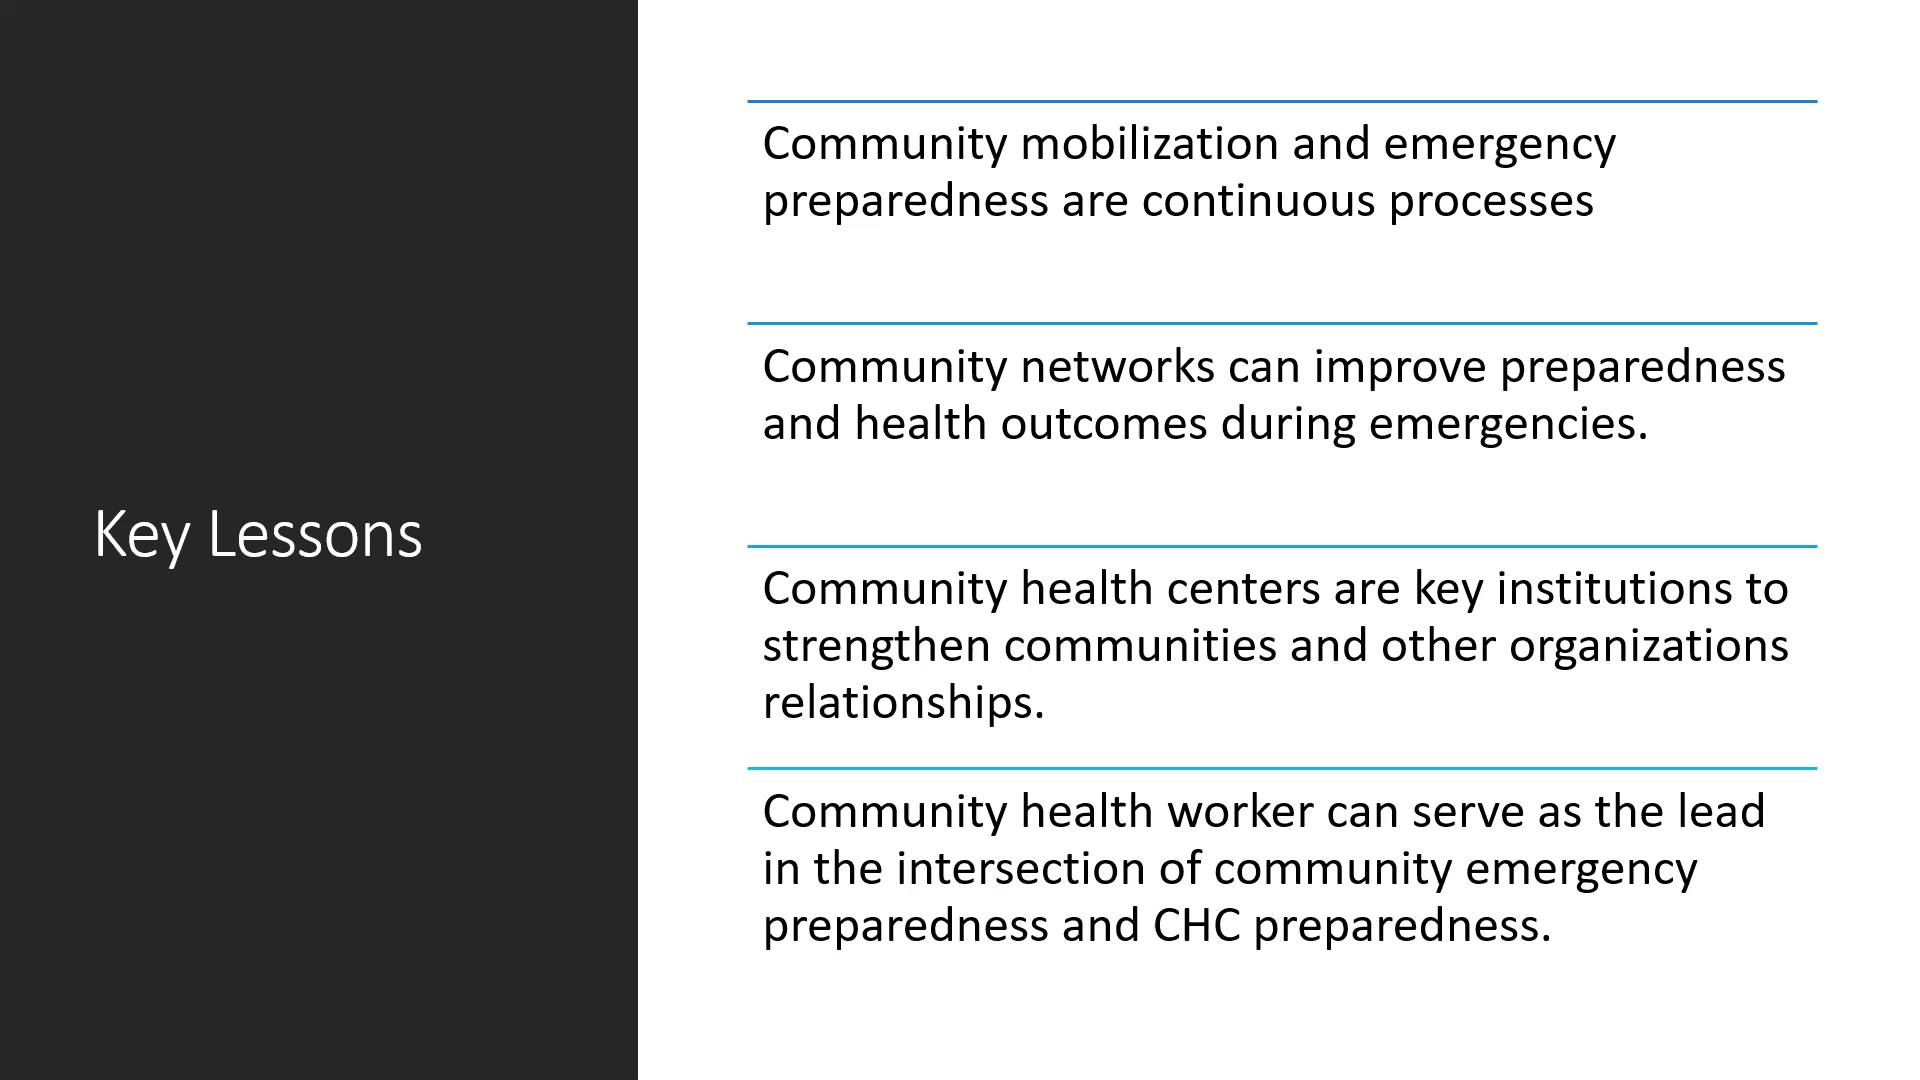 Key Lessons
Community mobilization and emergency
preparedness are continuous processes
Community networks can improve preparedness
and health outcomes during emergencies.
Community health centers are key institutions to
strengthen communities and other organizations
relationships.
Community health worker can serve as the lead
in the intersection of community emergency
preparedness and CHC preparedness.